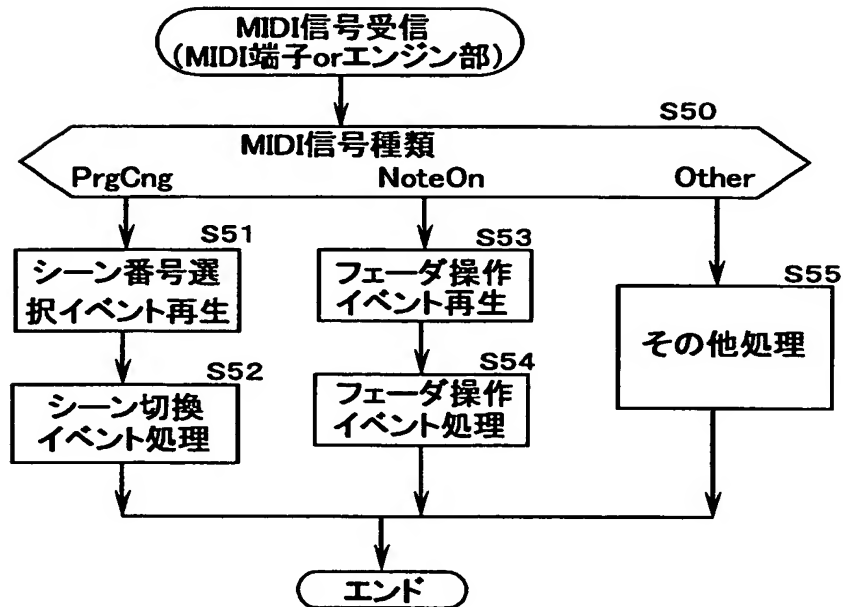 MIDI信号受信
(MIDI端子orエンジン部)
S50
MIDI信号種類
PrgCng NoteOn Other
S51
シーン番号選
択イベント再生
S52
シーン切換
イベント処理
S53
フェーダ操作
イベント再生
S54
フェーダ操作
イベント処理
S55
その他処理
エンド